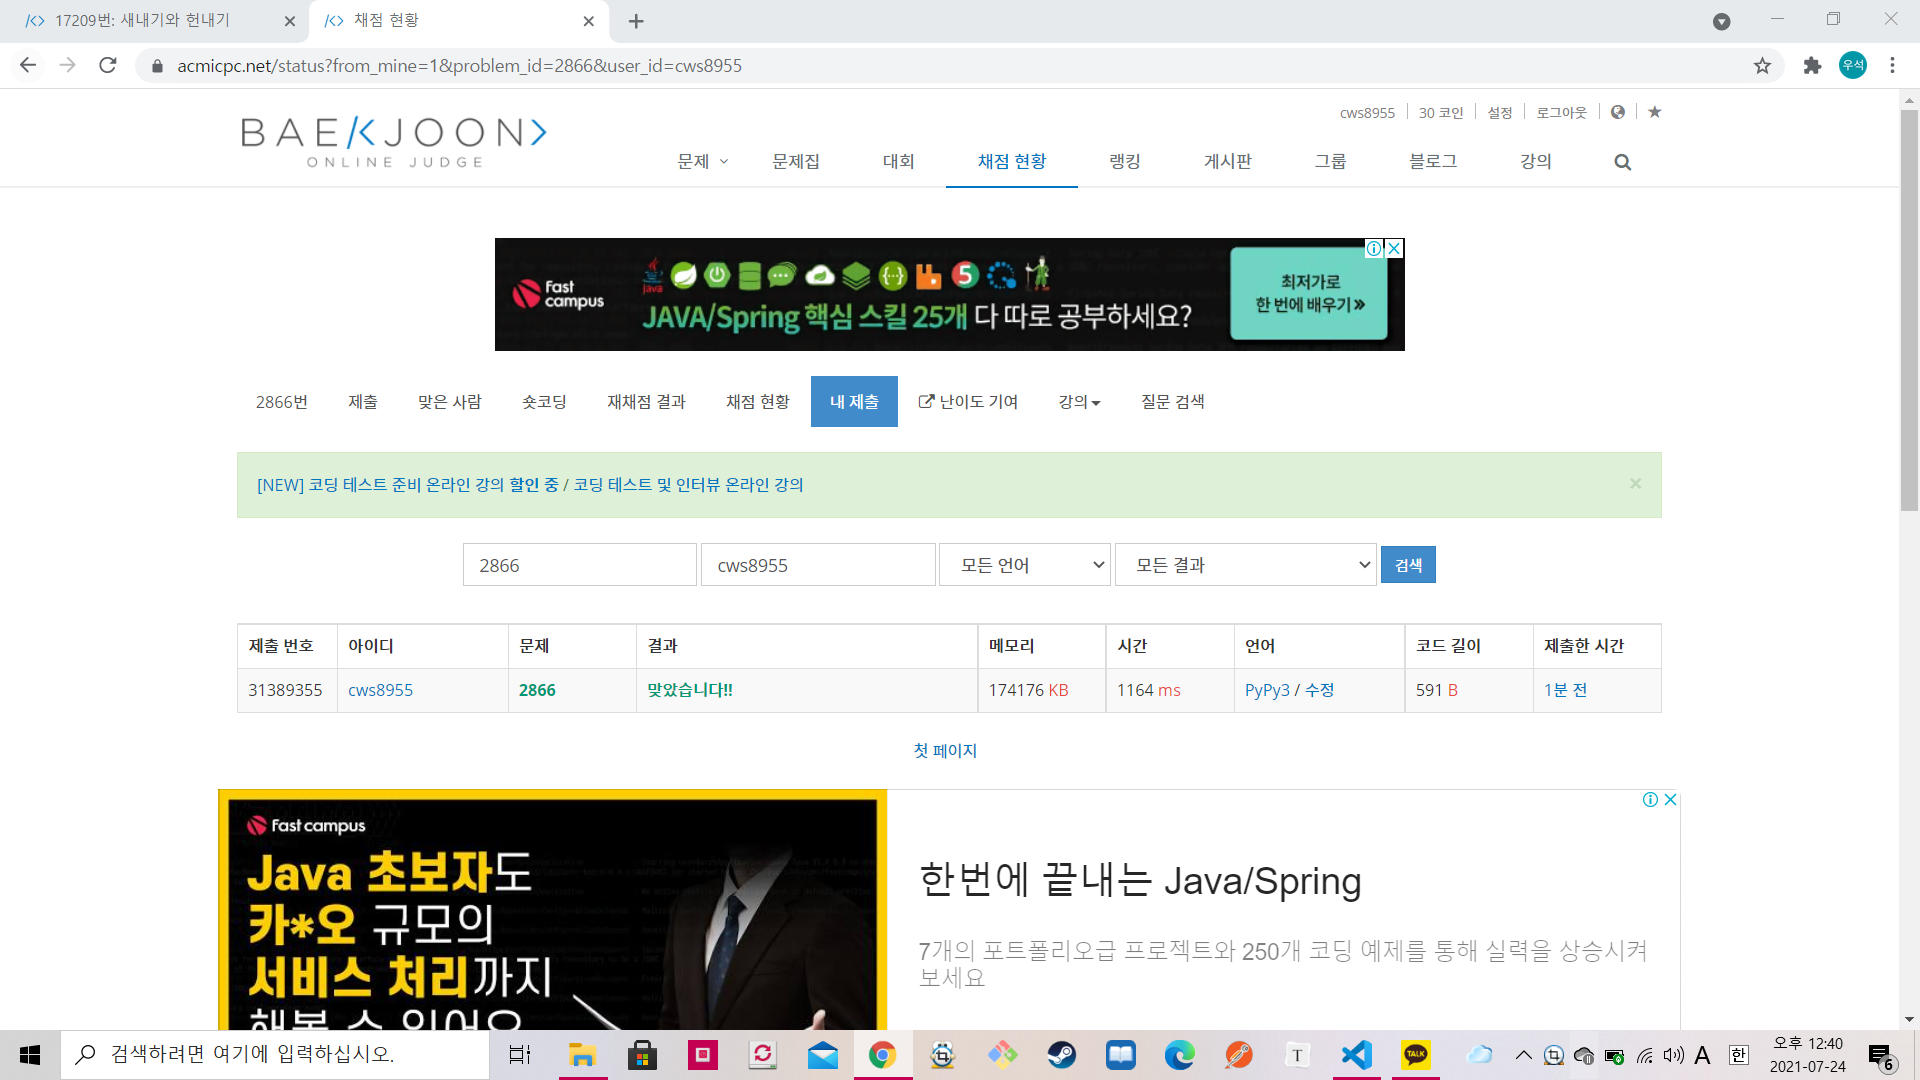 17209번: 새내기와 헌내기
채점 현황
acmicpc.net/status?from_mine=1&problem_id=2866&user_id=cws8955
우석
cws8955 30 코인 설정 로그아웃
BAEKJOON
ONLINE JUDGE
문제 문제집 대회 채점 현황 랭킹 게시판 그룹 블로그 강의
Fast campus
java
5
JAVA/Spring 핵심 스킬 25개 다 따로 공부하세요?
최저가로
한 번에 배우기 »
2866번 제출 맞은 사람 숏코딩 재채점 결과 채점 현황 내 제출 난이도 기여 강의 질문 검색
[NEW] 코딩 테스트 준비 온라인 강의 할인 중 / 코딩 테스트 및 인터뷰 온라인 강의 ×
2866 cws8955 모든 언어 모든 결과 검색
제출 번호 아이디 문제 결과 메모리 시간 언어 코드 길이 제출한 시간
31389355 cws8955 2866 맞았습니다!! 174176 KB 1164 ms PyPy3 / 수정 591 B 1분 전
첫 페이지
Fast campus
Java 초보자도
카*오 규모의
서비스 처리까지
해볼 수 있어요
한번에 끝내는 Java/Spring
7개의 포트폴리오급 프로젝트와 250개 코딩 예제를 통해 실력을 상승시켜
보세요
검색하려면 여기에 입력하십시오.
T
TALK
A
한
오후 12:40
2021-07-24
6